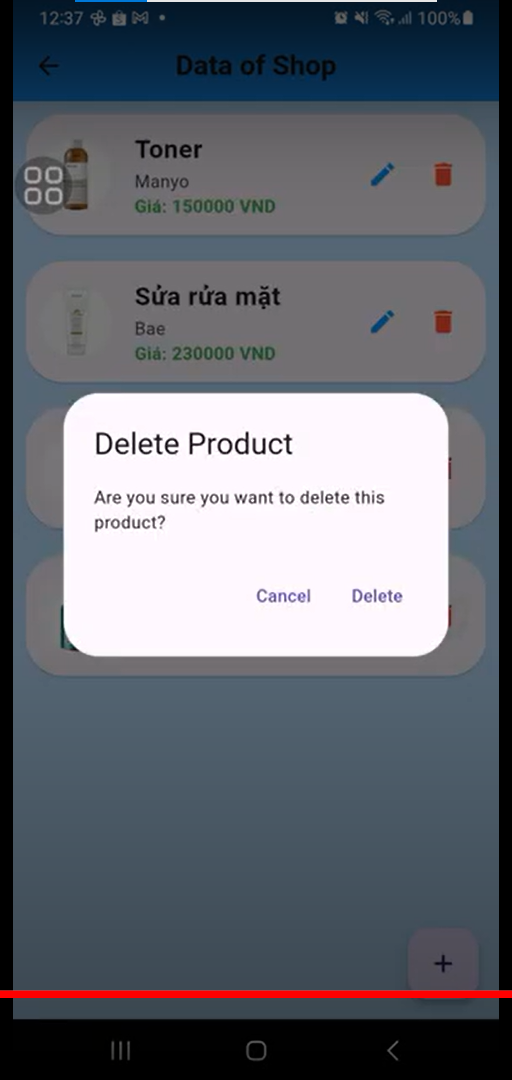 12:37
100%
Data of Shop
Toner
Manyo
Giá: 150000 VND
Sửa rửa mặt
Bae
Giá: 230000 VND
Delete Product
Are you sure you want to delete this
product?
Cancel
Delete
+